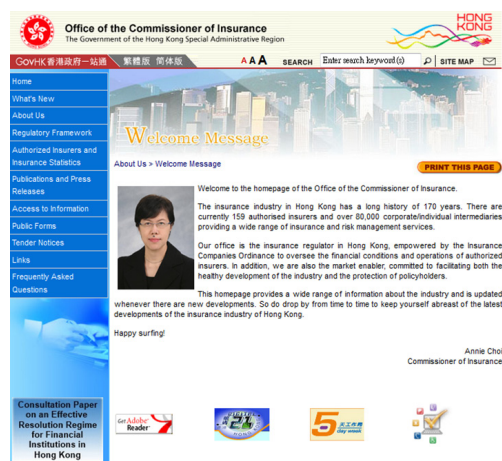 Office of the Commissioner of Insurance
The Government of the Hong Kong Special Administrative Region
HONG
KONG
GovHK 香港政府一站通
繁體版 简体版
A A A
SEARCH
Enter search keyword(s)
SITE MAP
Home
What's New
About Us
Regulatory Framework
Authorized Insurers and
Insurance Statistics
Publications and Press
Releases
Access to Information
Public Forms
Tender Notices
Links
Frequently Asked
Questions
Consultation Paper
on an Effective
Resolution Regime
for Financial
Institutions in
Hong Kong
Welcome Message
About Us > Welcome Message
PRINT THIS PAGE
Welcome to the homepage of the Office of the Commissioner of Insurance.
The insurance industry in Hong Kong has a long history of 170 years. There are
currently 159 authorised insurers and over 80,000 corporate/individual intermediaries
providing a wide range of insurance and risk management services.
Our office is the insurance regulator in Hong Kong, empowered by the Insurance
Companies Ordinance to oversee the financial conditions and operations of authorized
insurers. In addition, we are also the market enabler, committed to facilitating both the
healthy development of the industry and the protection of policyholders.
This homepage provides a wide range of information about the industry and is updated
whenever there are new developments. So do drop by from time to time to keep yourself abreast of the latest
developments of the insurance industry of Hong Kong.
Happy surfing!
Annie Choi
Commissioner of Insurance
Get Adobe
Reader
5天工作周
day week